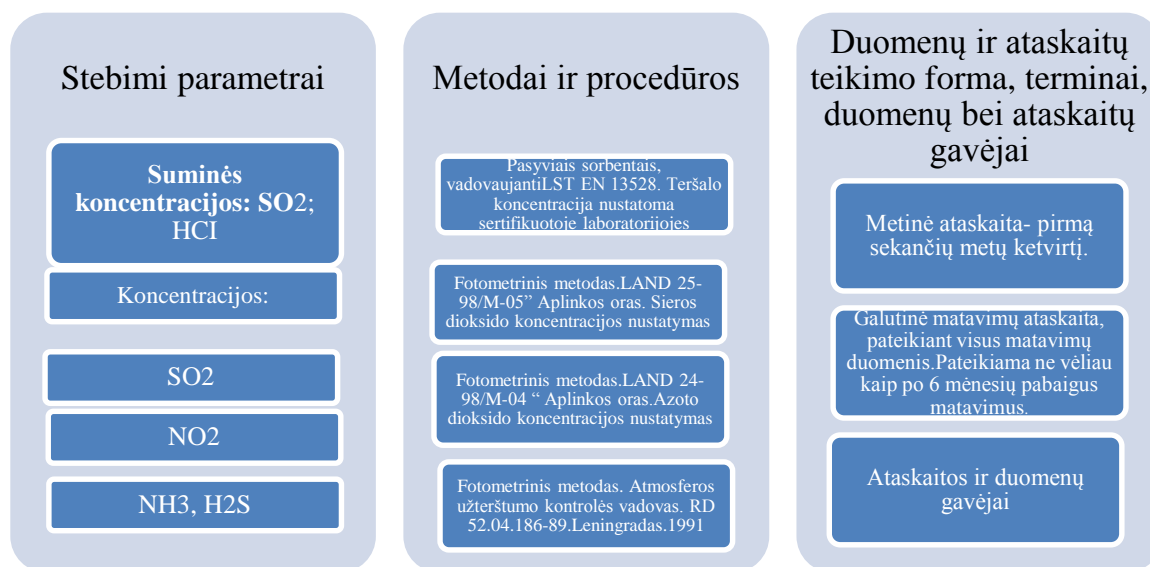 Stebimi parametrai
Suminės
koncentracijos: SO2;
HCI
Koncentracijos:
SO2
NO2
NH3, H2S
Metodai ir procedūros
Pasyviais sorbentais,
vadovaujantiLST EN 13528. Teršalo
koncentracija nustatoma
sertifikuotoje laboratorijojes
Fotometrinis metodas.LAND 25-
98/M-05” Aplinkos oras. Sieros
dioksido koncentracijos nustatymas
Fotometrinis metodas.LAND 24-
98/M-04 “ Aplinkos oras.Azoto
dioksido koncentracijos nustatymas
Fotometrinis metodas. Atmosferos
užterštumo kontrolės vadovas. RD
52.04.186-89.Leningradas.1991
Duomenų ir ataskaitų
teikimo forma, terminai,
duomenų bei ataskaitų
gavėjai
Metinė ataskaita- pirmą
sekančių metų ketvirtį.
Galutinė matavimų ataskaita,
pateikiant visus matavimų
duomenis.Pateikiama ne vėliau
kaip po 6 mėnesių pabaigus
matavimus.
Ataskaitos ir duomenų
gavėjai